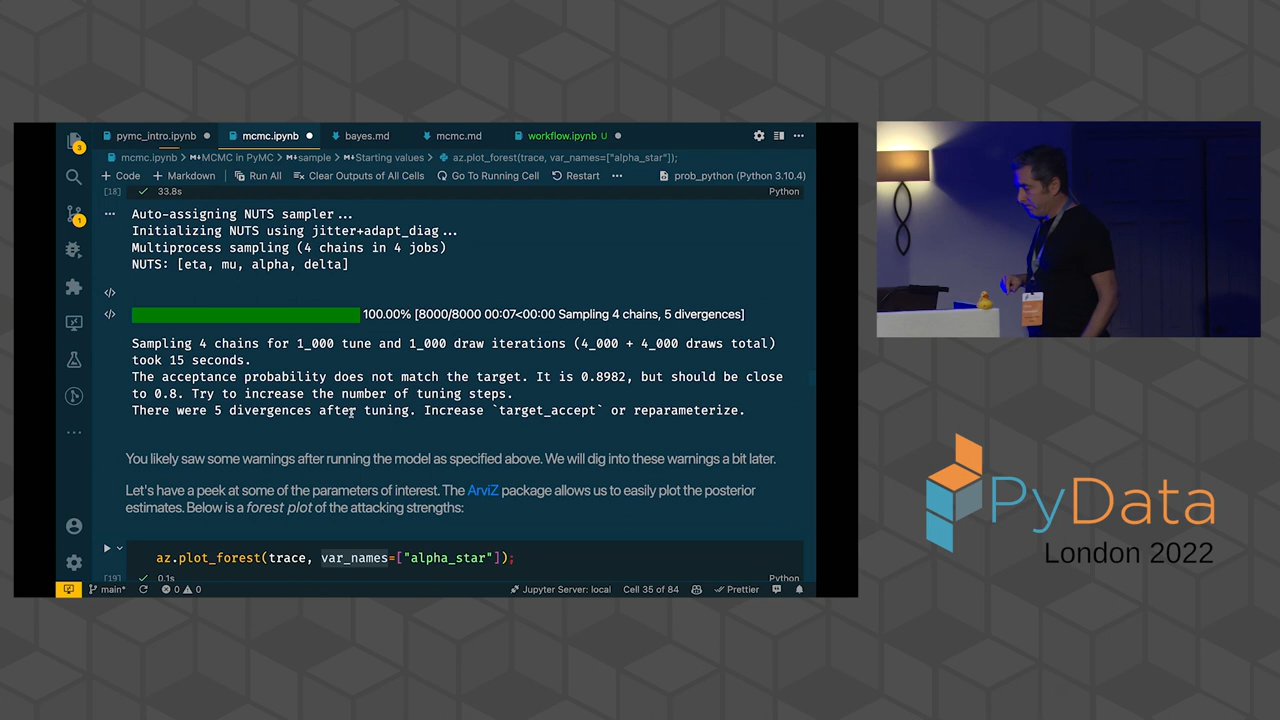 pymc_intro.ipynb
mcmc.ipynb
bayes.md
mcmc.md
workflow.ipynb U
mcmc.ipynb > MCMC in PyMC > sample > Starting values > az.plot_forest(trace, var_names=["alpha_star"]);
+ Code + Markdown Run All Clear Outputs of All Cells Go To Running Cell Restart ... prob_python (Python 3.10.4)
[18] 33.8s Python
Auto-assigning NUTS sampler...
Initializing NUTS using jitter+adapt_diag...
Multiprocess sampling (4 chains in 4 jobs)
NUTS: [eta, mu, alpha, delta]
100.00% [8000/8000 00:07<00:00 Sampling 4 chains, 5 divergences]
Sampling 4 chains for 1_000 tune and 1_000 draw iterations (4_000 + 4_000 draws total)
took 15 seconds.
The acceptance probability does not match the target. It is 0.8982, but should be close
to 0.8. Try to increase the number of tuning steps.
There were 5 divergences after tuning. Increase `target_accept` or reparameterize.
You likely saw some warnings after running the model as specified above. We will dig into these warnings a bit later.
Let's have a peek at some of the parameters of interest. The ArviZ package allows us to easily plot the posterior
estimates. Below is a forest plot of the attacking strengths:
az.plot_forest(trace, var_names=["alpha_star"]);
[19] 0.1s Python
main* 0 0 Jupyter Server: local Cell 35 of 84 Prettier
3
1
PyData
London 2022